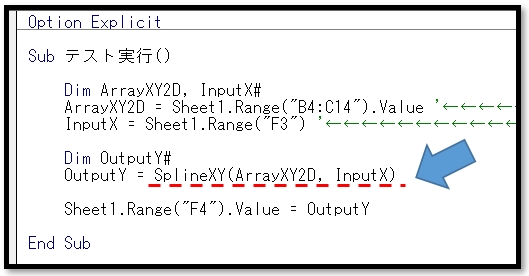 Option Explicit
Sub テスト実行()
Dim ArrayXY2D, InputX#
ArrayXY2D = Sheet1.Range("B4:C14").Value '←←←←
InputX = Sheet1.Range("F3") '←←←←←←←←←←←
Dim OutputY#
OutputY = SplineXY(ArrayXY2D, InputX)
Sheet1.Range("F4").Value = OutputY
End Sub